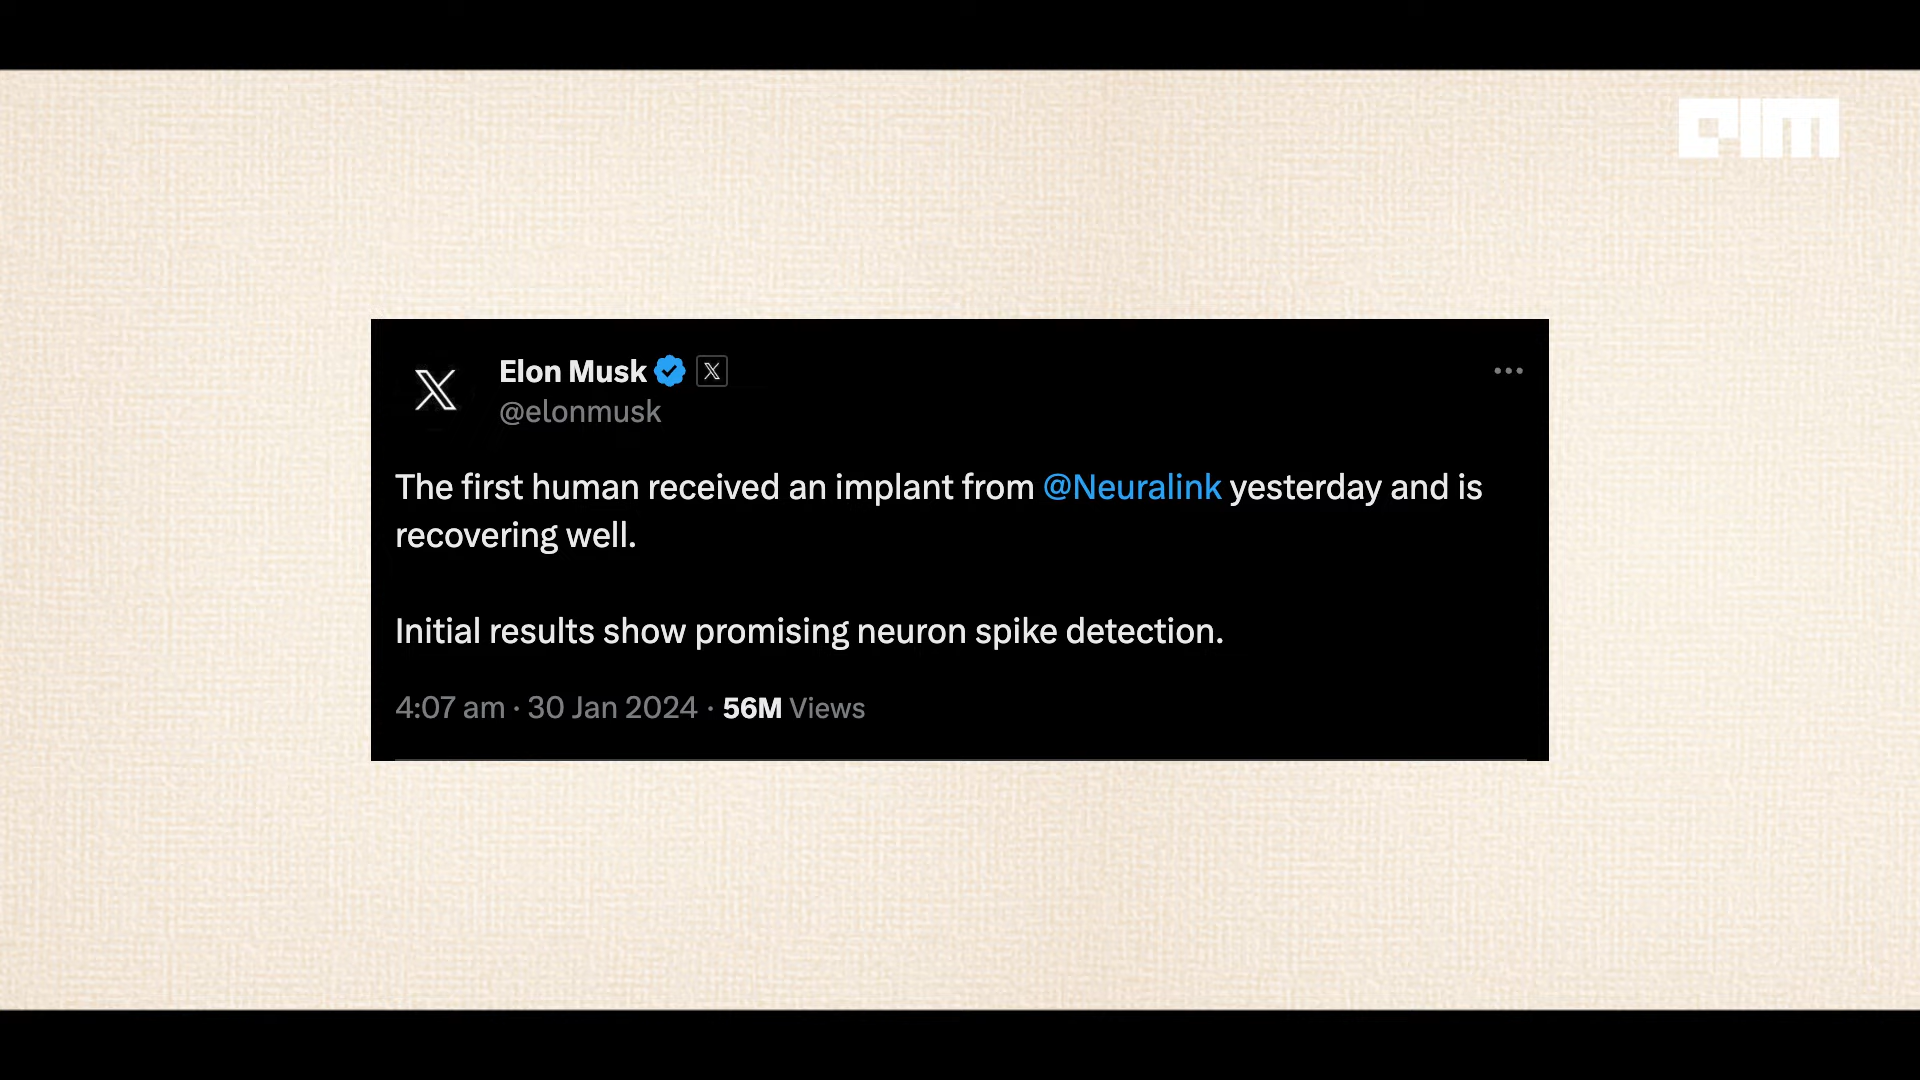 AIM
Elon Musk
@elonmusk
The first human received an implant from @Neuralink yesterday and is
recovering well.
Initial results show promising neuron spike detection.
4:07 am · 30 Jan 2024 · 56M Views